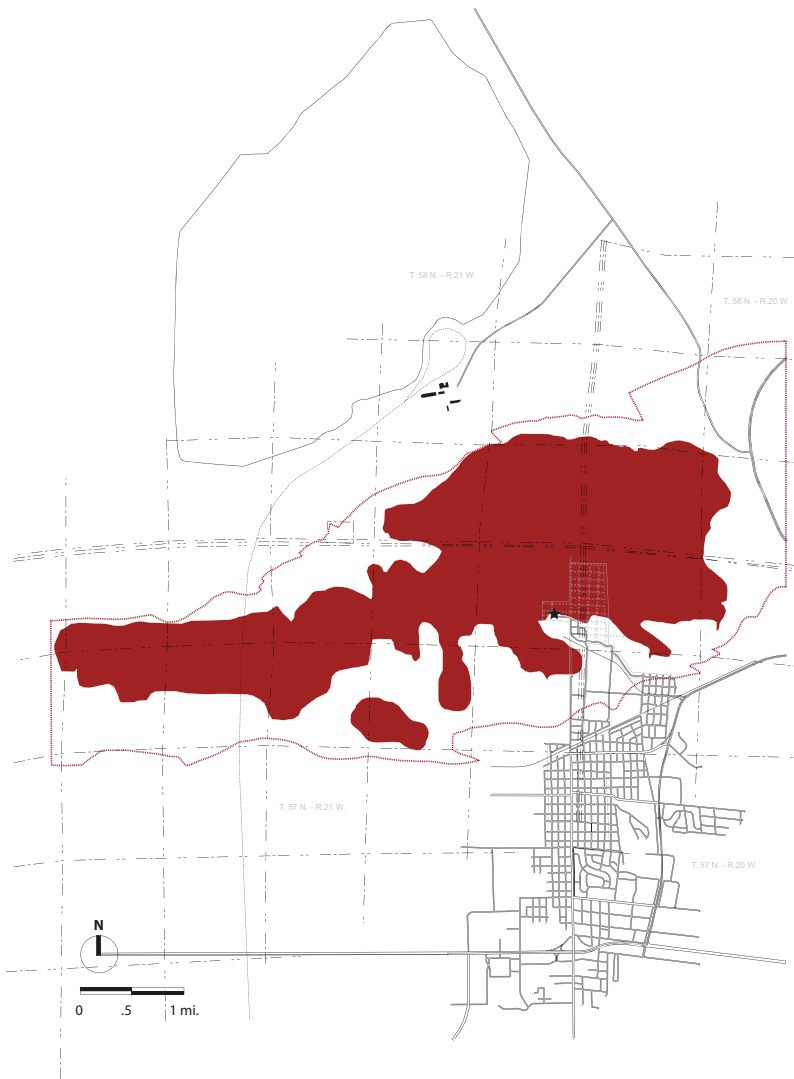 T. 58 N. - R.21 W.
T. 58 N. - R.20 W.
T. 57 N. - R.21 W.
T. 57 N. - R.20 W.
N
0 .5 1 mi.